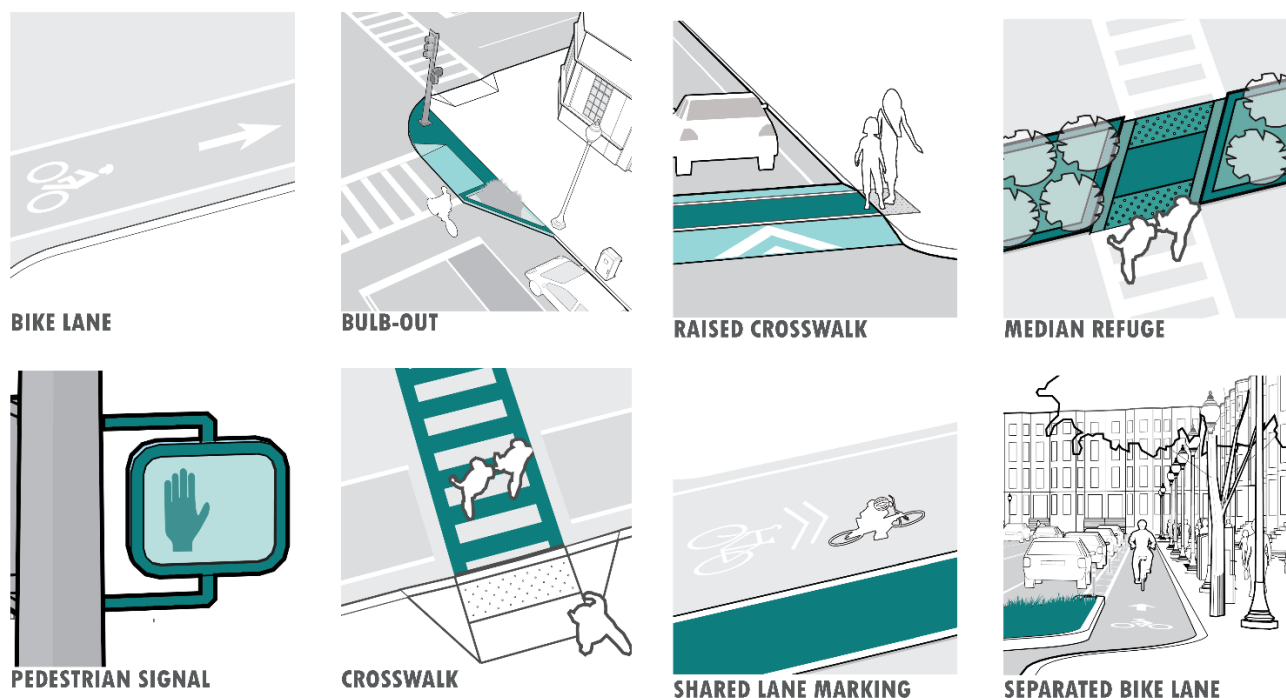 BIKE LANE
BULB-OUT
RAISED CROSSWALK
MEDIAN REFUGE
PEDESTRIAN SIGNAL
CROSSWALK
SHARED LANE MARKING
SEPARATED BIKE LANE